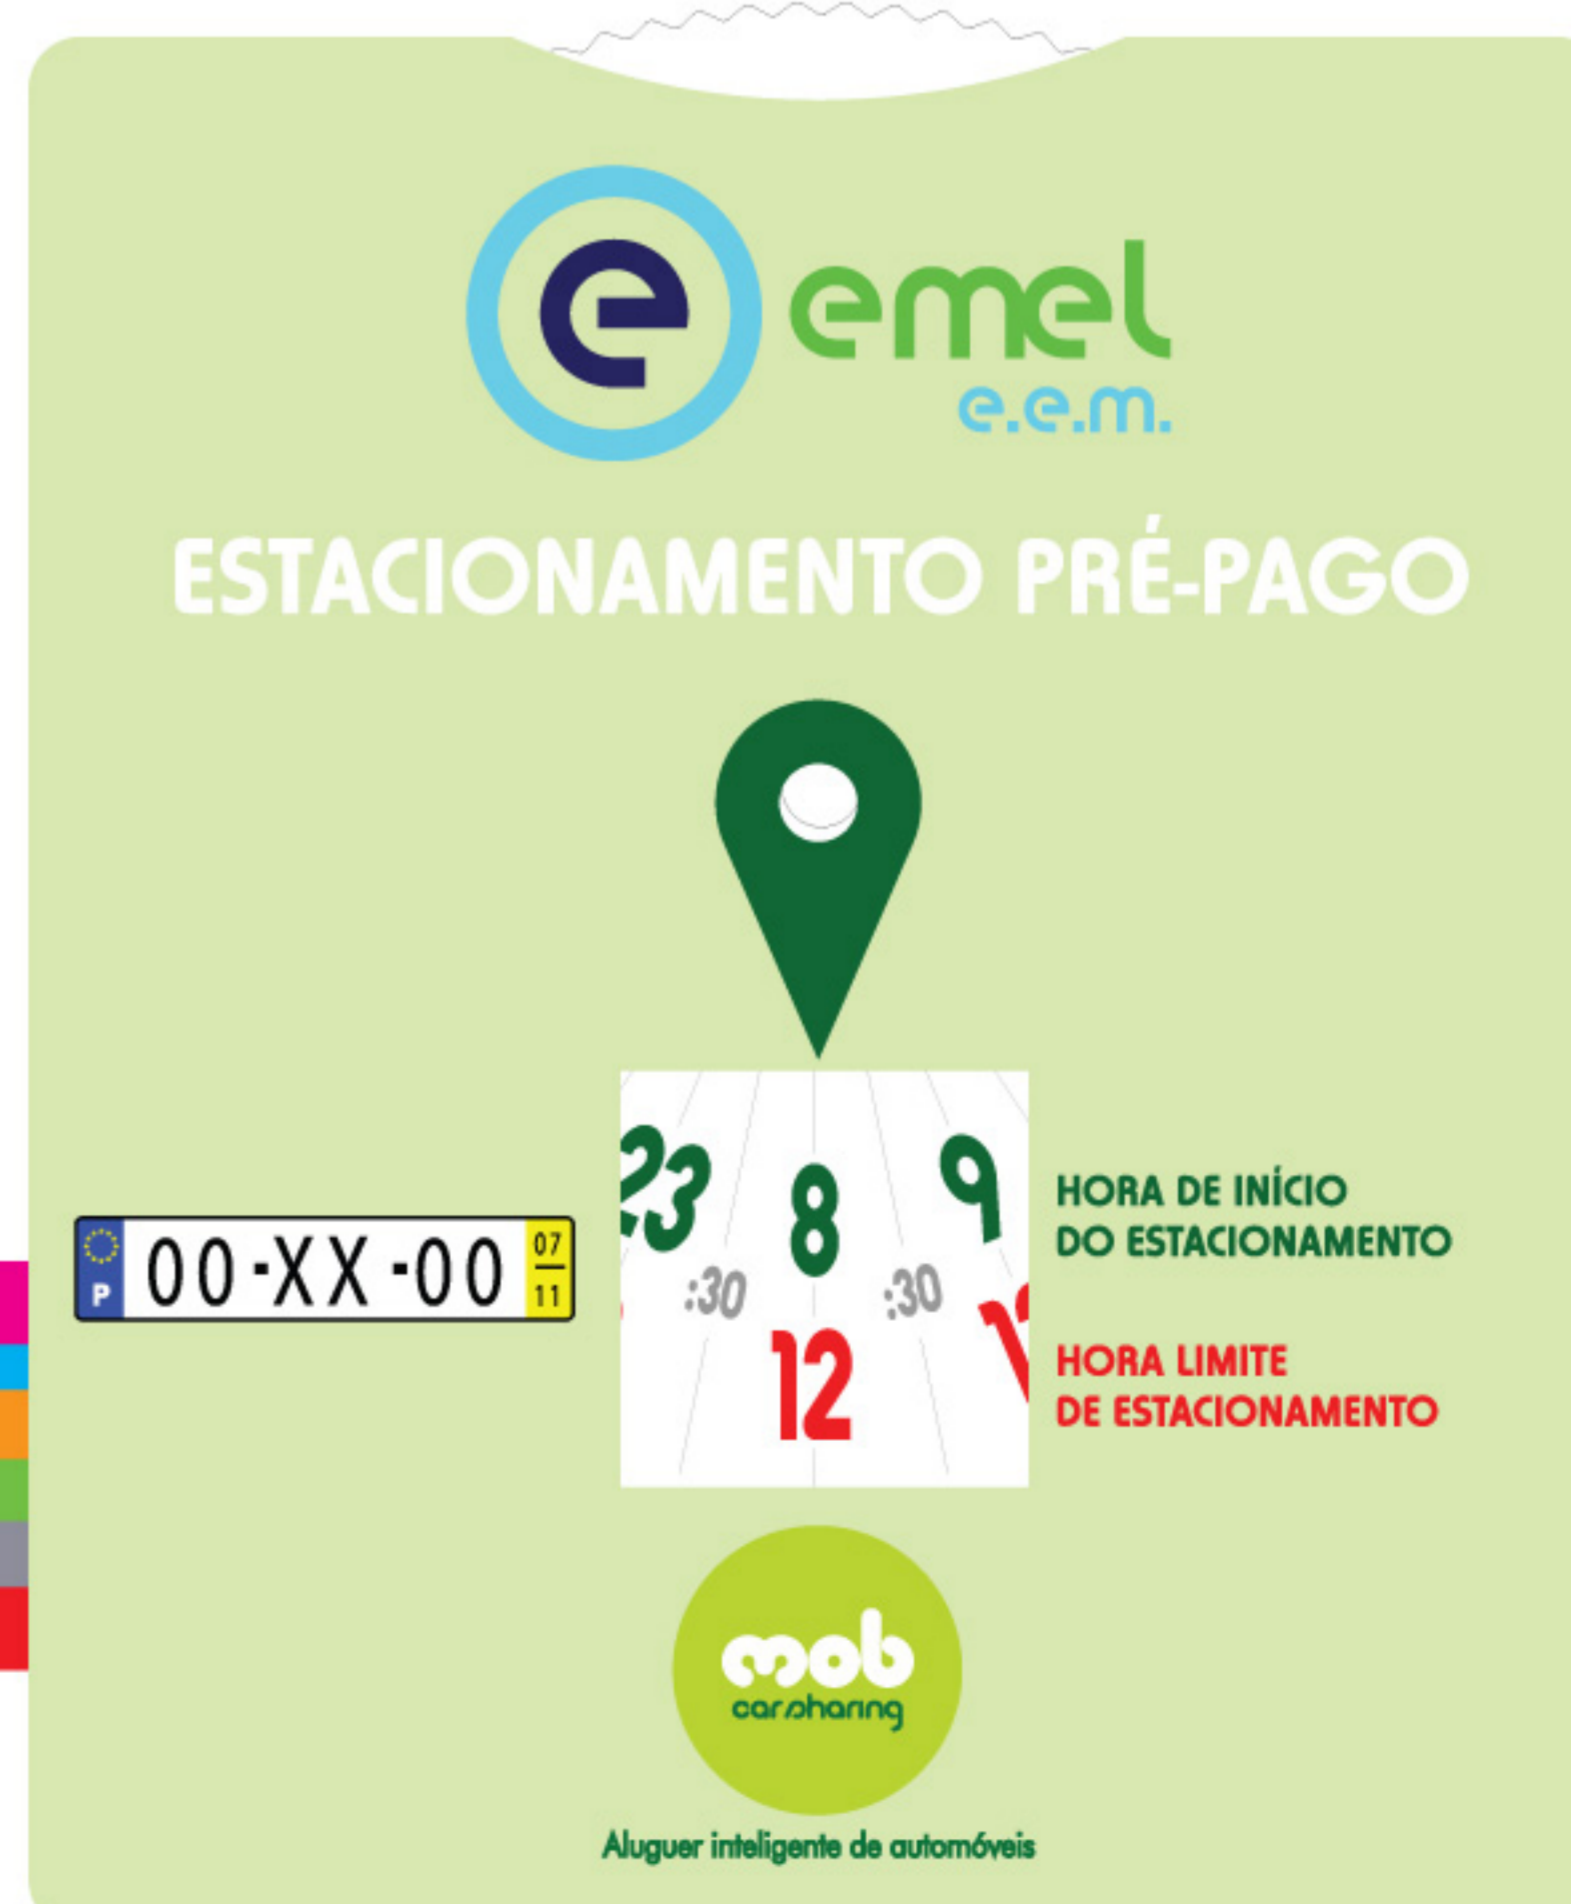 e emel
e.e.m.
ESTACIONAMENTO PRÉ-PAGO
23 8 9
:30 :30
12
HORA DE INÍCIO
DO ESTACIONAMENTO
P 00-XX-00 07
11
HORA LIMITE
DE ESTACIONAMENTO
mob
carsharing
Aluguer inteligente de automóveis